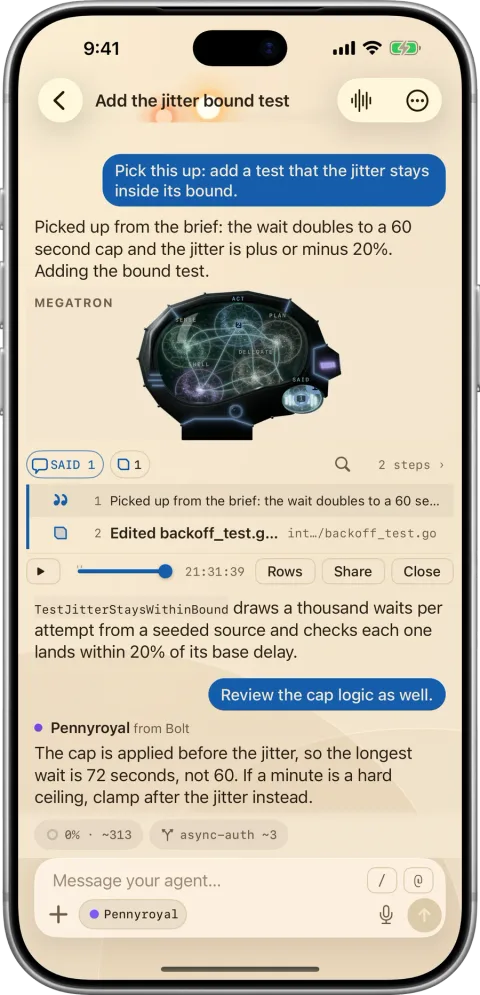 9:41
Add the jitter bound test
Pick this up: add a test that the jitter stays
inside its bound.
Picked up from the brief: the wait doubles to a 60
second cap and the jitter is plus or minus 20%.
Adding the bound test.
MEGATRON
ACT
SENSE
PLAN
2
DELEGATE
SHELL
SAID
SAID 1
1
2 steps ›
1 Picked up from the brief: the wait doubles to a 60 se...
2 Edited backoff_test.g... int…/backoff_test.go
21:31:39
Rows
Share
Close
TestJitterStaysWithinBound draws a thousand waits per
attempt from a seeded source and checks each one
lands within 20% of its base delay.
Review the cap logic as well.
Pennyroyal from Bolt
The cap is applied before the jitter, so the longest
wait is 72 seconds, not 60. If a minute is a hard
ceiling, clamp after the jitter instead.
0% · ~313
async-auth ~3
Message your agent...
/
@
Pennyroyal